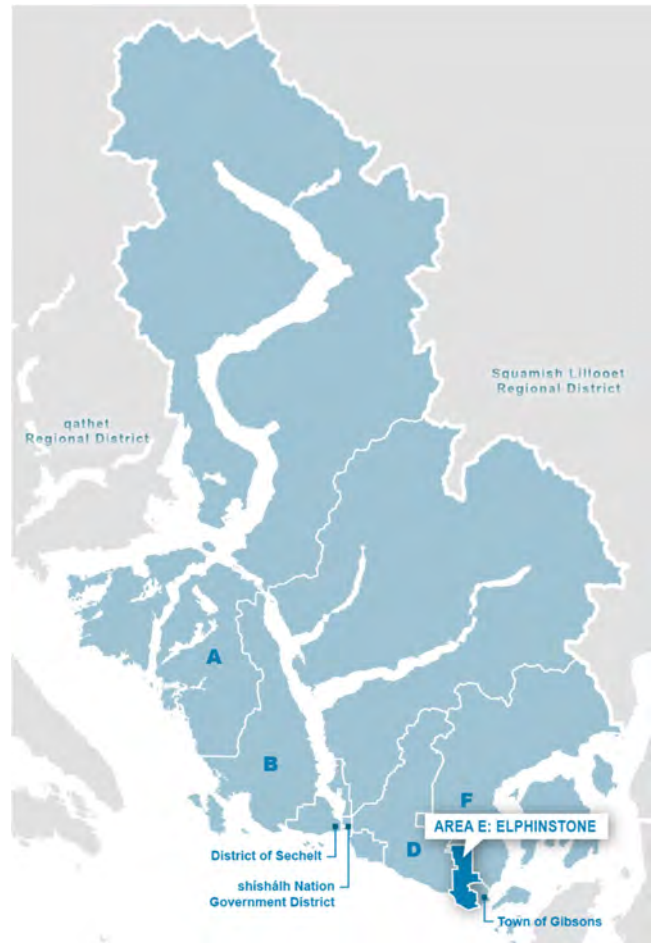 Squamish Lillooet
Regional District
qathet
Regional District
A
B
F
AREA E: ELPHINSTONE
D
District of Sechelt
shíshálh Nation
Government District
Town of Gibsons